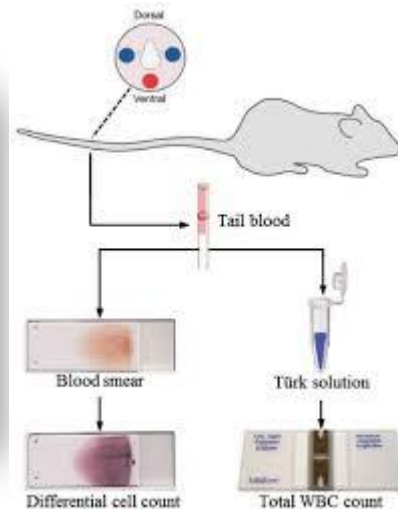 Dorsal
Ventral
Tail blood
Blood smear
Türk solution
Differential cell count
Total WBC count